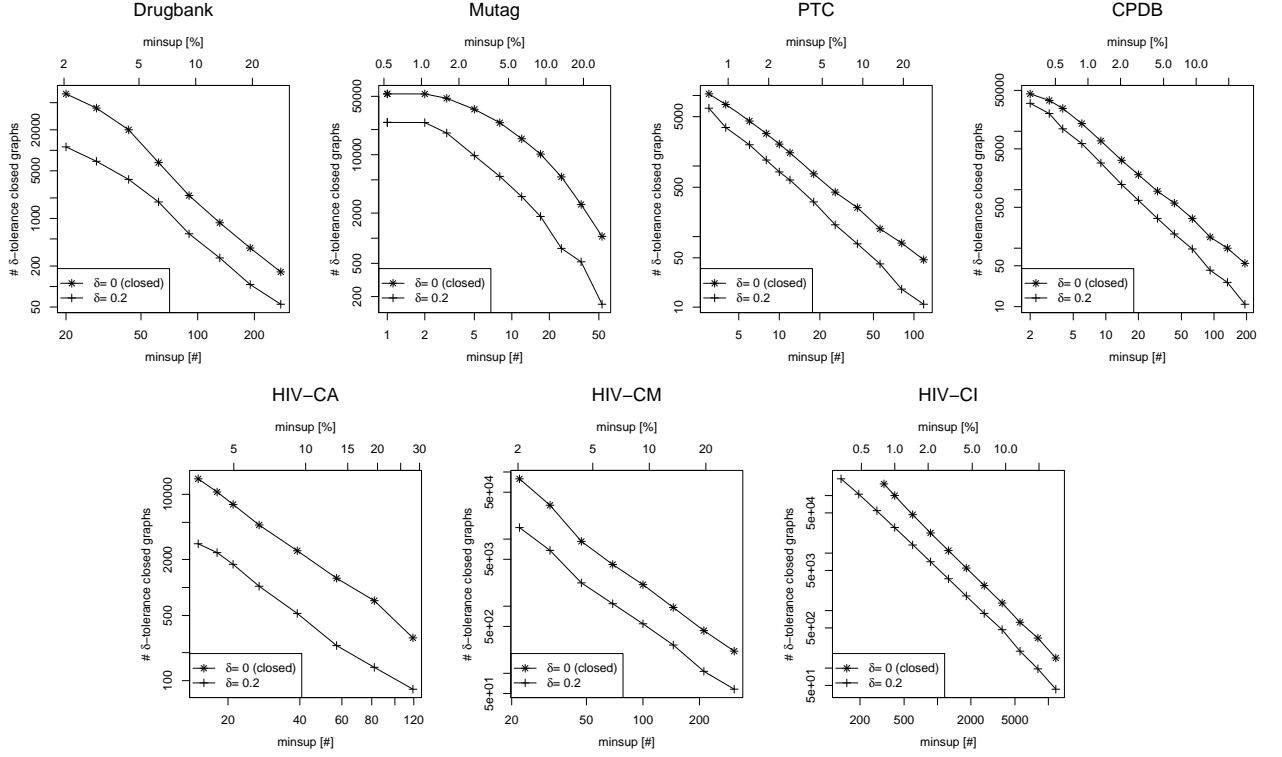 Drugbank
minsup [%]
2 5 10 20
# δ−tolerance closed graphs
50 200 1000 5000 20000
δ= 0 (closed)
δ= 0.2
20 50 100 200
minsup [#]
Mutag
minsup [%]
0.5 1.0 2.0 5.0 10.0 20.0
# δ−tolerance closed graphs
200 500 2000 10000 50000
δ= 0 (closed)
δ= 0.2
1 2 5 10 20 50
minsup [#]
PTC
minsup [%]
1 2 5 10 20
# δ−tolerance closed graphs
10 50 500 5000
δ= 0 (closed)
δ= 0.2
5 10 20 50 100
minsup [#]
CPDB
minsup [%]
0.5 1.0 2.0 5.0 10.0
# δ−tolerance closed graphs
10 50 500 5000 50000
δ= 0 (closed)
δ= 0.2
2 5 10 20 50 100 200
minsup [#]
HIV−CA
minsup [%]
5 10 15 20 30
# δ−tolerance closed graphs
100 500 2000 10000
δ= 0 (closed)
δ= 0.2
20 40 60 80 120
minsup [#]
HIV−CM
minsup [%]
2 5 10 20
# δ−tolerance closed graphs
5e+01 5e+02 5e+03 5e+04
δ= 0 (closed)
δ= 0.2
20 50 100 200
minsup [#]
HIV−CI
minsup [%]
0.5 1.0 2.0 5.0 10.0
# δ−tolerance closed graphs
5e+01 5e+02 5e+03 5e+04
δ= 0 (closed)
δ= 0.2
200 500 2000 5000
minsup [#]